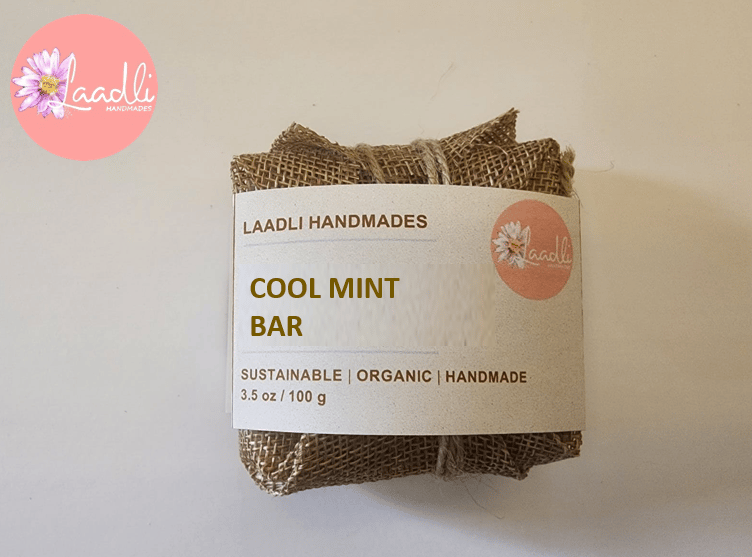 Laadli
HANDMADES
LAADLI HANDMADES
Laadli
COOL MINT
BAR
SUSTAINABLE | ORGANIC | HANDMADE
3.5 oz / 100 g